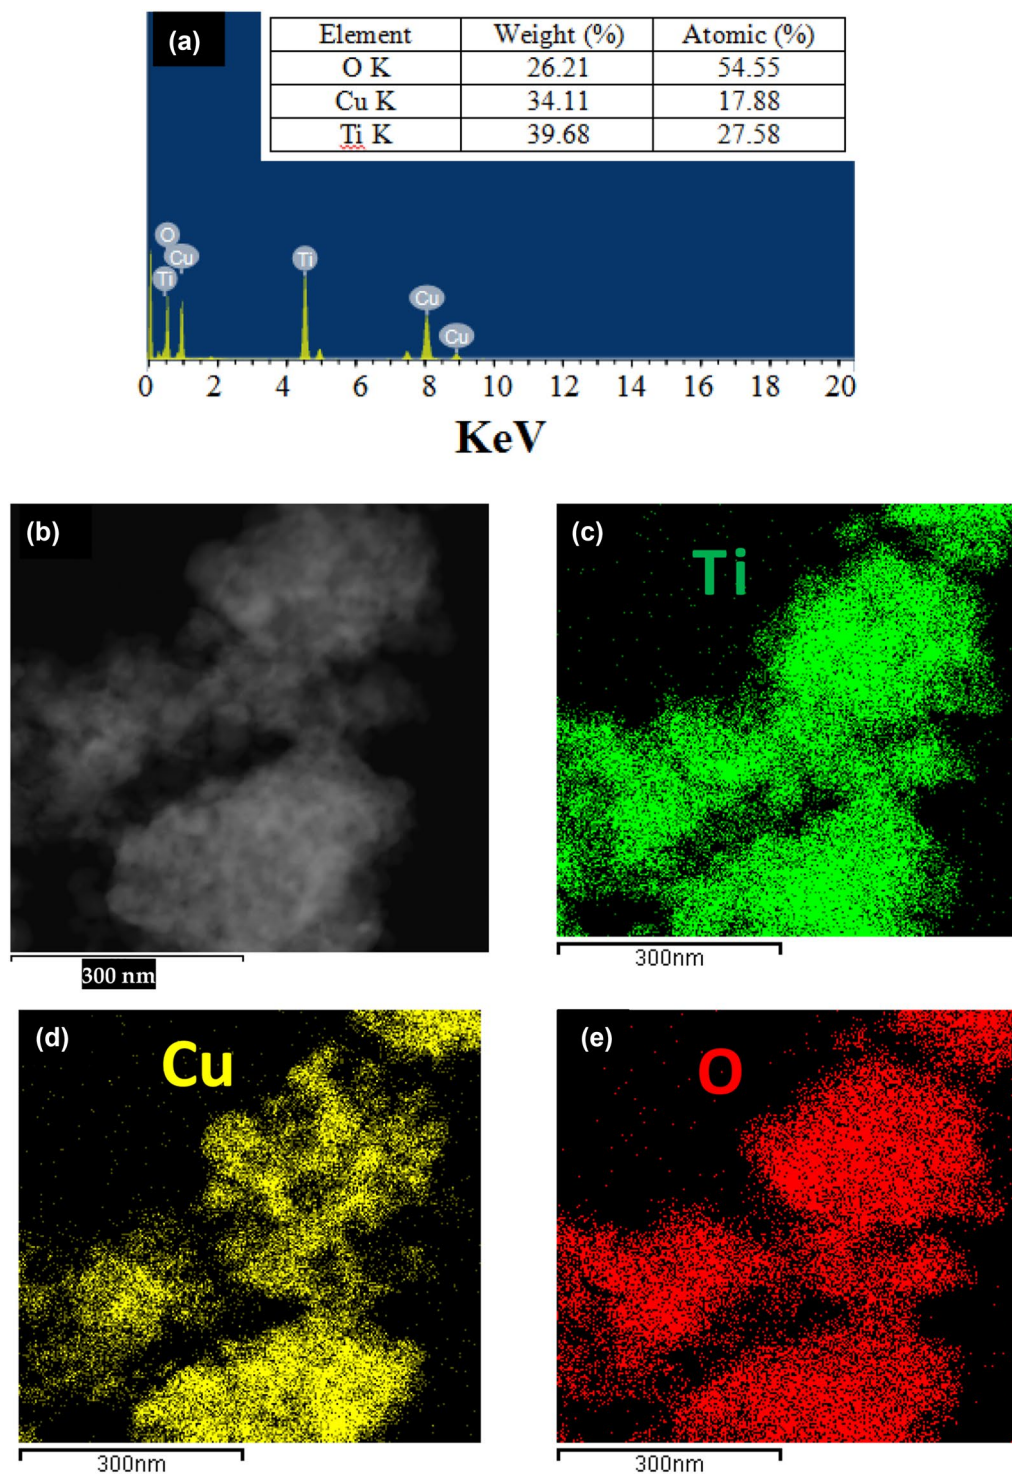 (a)
Element Weight (%) Atomic (%)
O K 26.21 54.55
Cu K 34.11 17.88
Ti K 39.68 27.58
O
Cu
Ti
Ti
Cu
Cu
0 2 4 6 8 10 12 14 16 18 20
KeV
(b)
300 nm
(c)
Ti
300nm
(d)
Cu
300nm
(e)
O
300nm